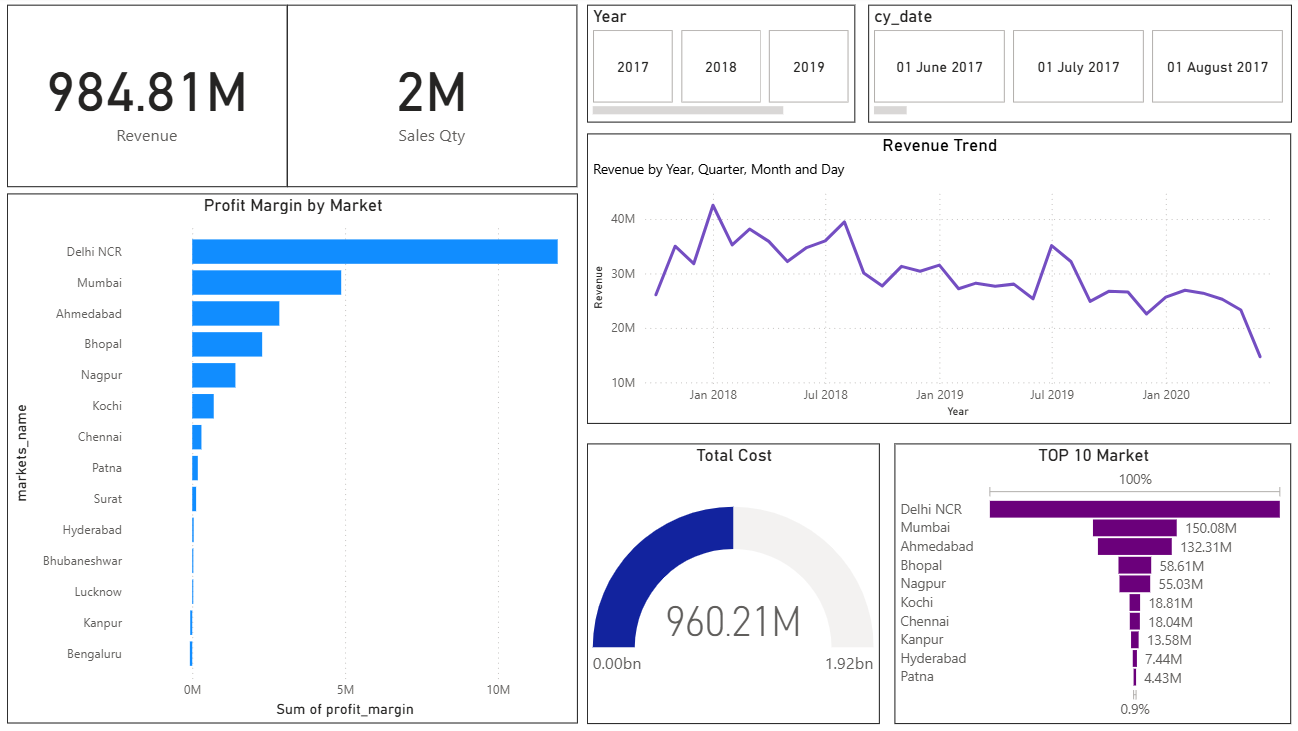 984.81M
Revenue
2M
Sales Qty
Year
2017
2018
2019
cy_date
01 June 2017
01 July 2017
01 August 2017
Profit Margin by Market
markets_name
Delhi NCR
Mumbai
Ahmedabad
Bhopal
Nagpur
Kochi
Chennai
Patna
Surat
Hyderabad
Bhubaneshwar
Lucknow
Kanpur
Bengaluru
0M
5M
10M
Sum of profit_margin
Revenue Trend
Revenue by Year, Quarter, Month and Day
Revenue
40M
30M
20M
10M
Jan 2018
Jul 2018
Jan 2019
Jul 2019
Jan 2020
Year
Total Cost
960.21M
0.00bn
1.92bn
TOP 10 Market
100%
Delhi NCR
Mumbai 150.08M
Ahmedabad 132.31M
Bhopal 58.61M
Nagpur 55.03M
Kochi 18.81M
Chennai 18.04M
Kanpur 13.58M
Hyderabad 7.44M
Patna 4.43M
0.9%